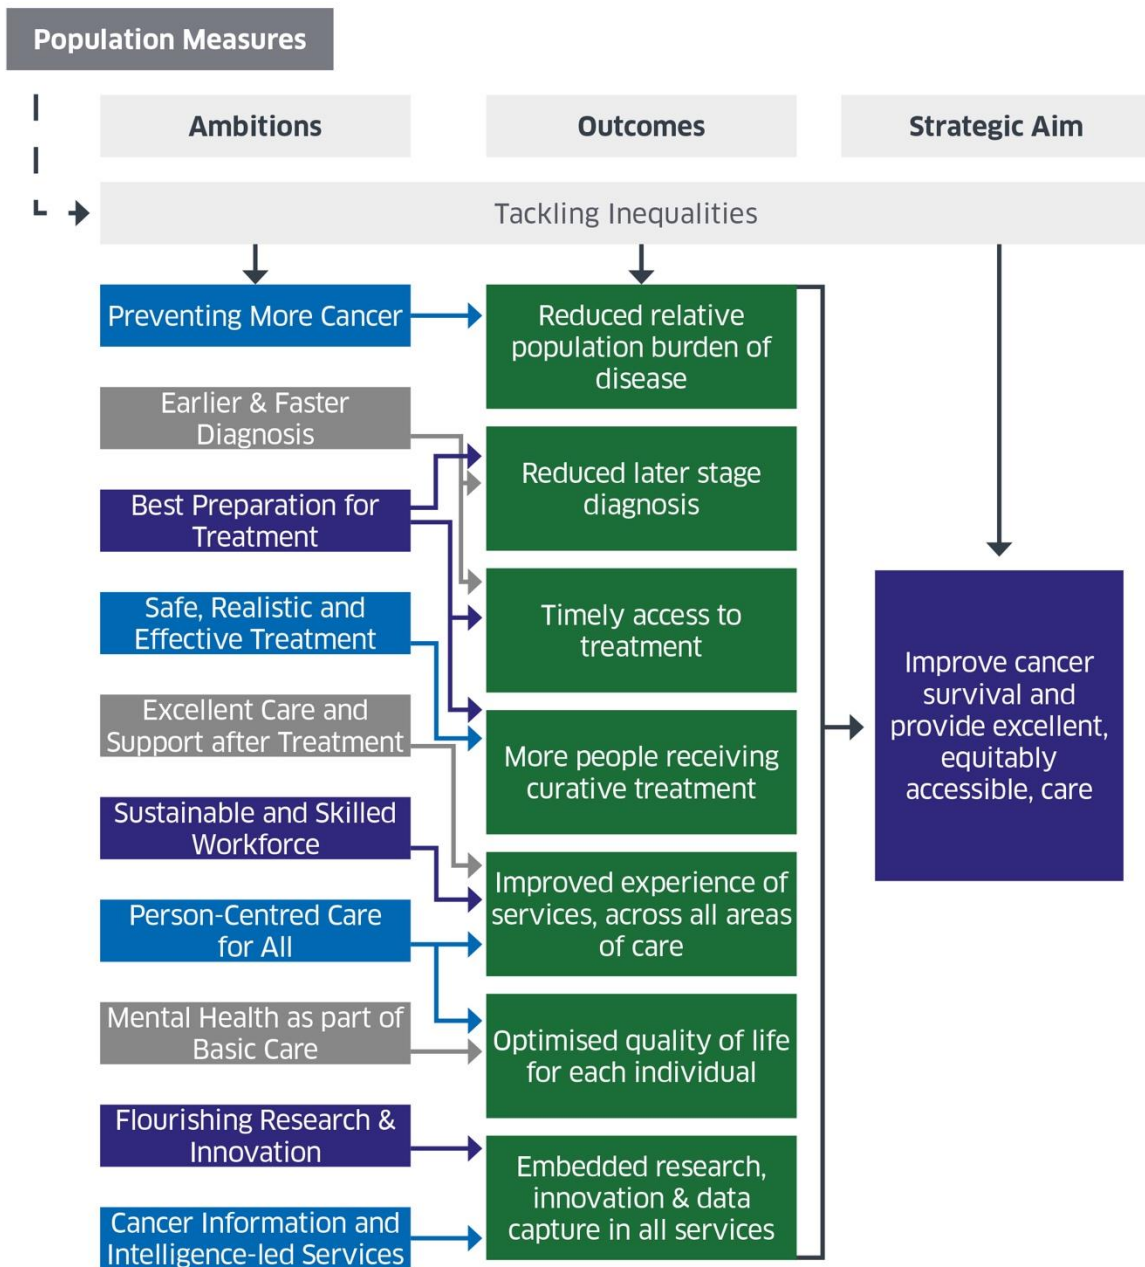 Population Measures
Ambitions
Outcomes
Strategic Aim
Tackling Inequalities
Preventing More Cancer
Earlier & Faster
Diagnosis
Best Preparation for
Treatment
Safe, Realistic and
Effective Treatment
Excellent Care and
Support after Treatment
Sustainable and Skilled
Workforce
Person-Centred Care
for All
Mental Health as part of
Basic Care
Flourishing Research &
Innovation
Cancer Information and
Intelligence-led Services
Reduced relative
population burden of
disease
Reduced later stage
diagnosis
Timely access to
treatment
More people receiving
curative treatment
Improved experience of
services, across all areas
of care
Optimised quality of life
for each individual
Embedded research,
innovation & data
capture in all services
Improve cancer
survival and
provide excellent,
equitably
accessible, care